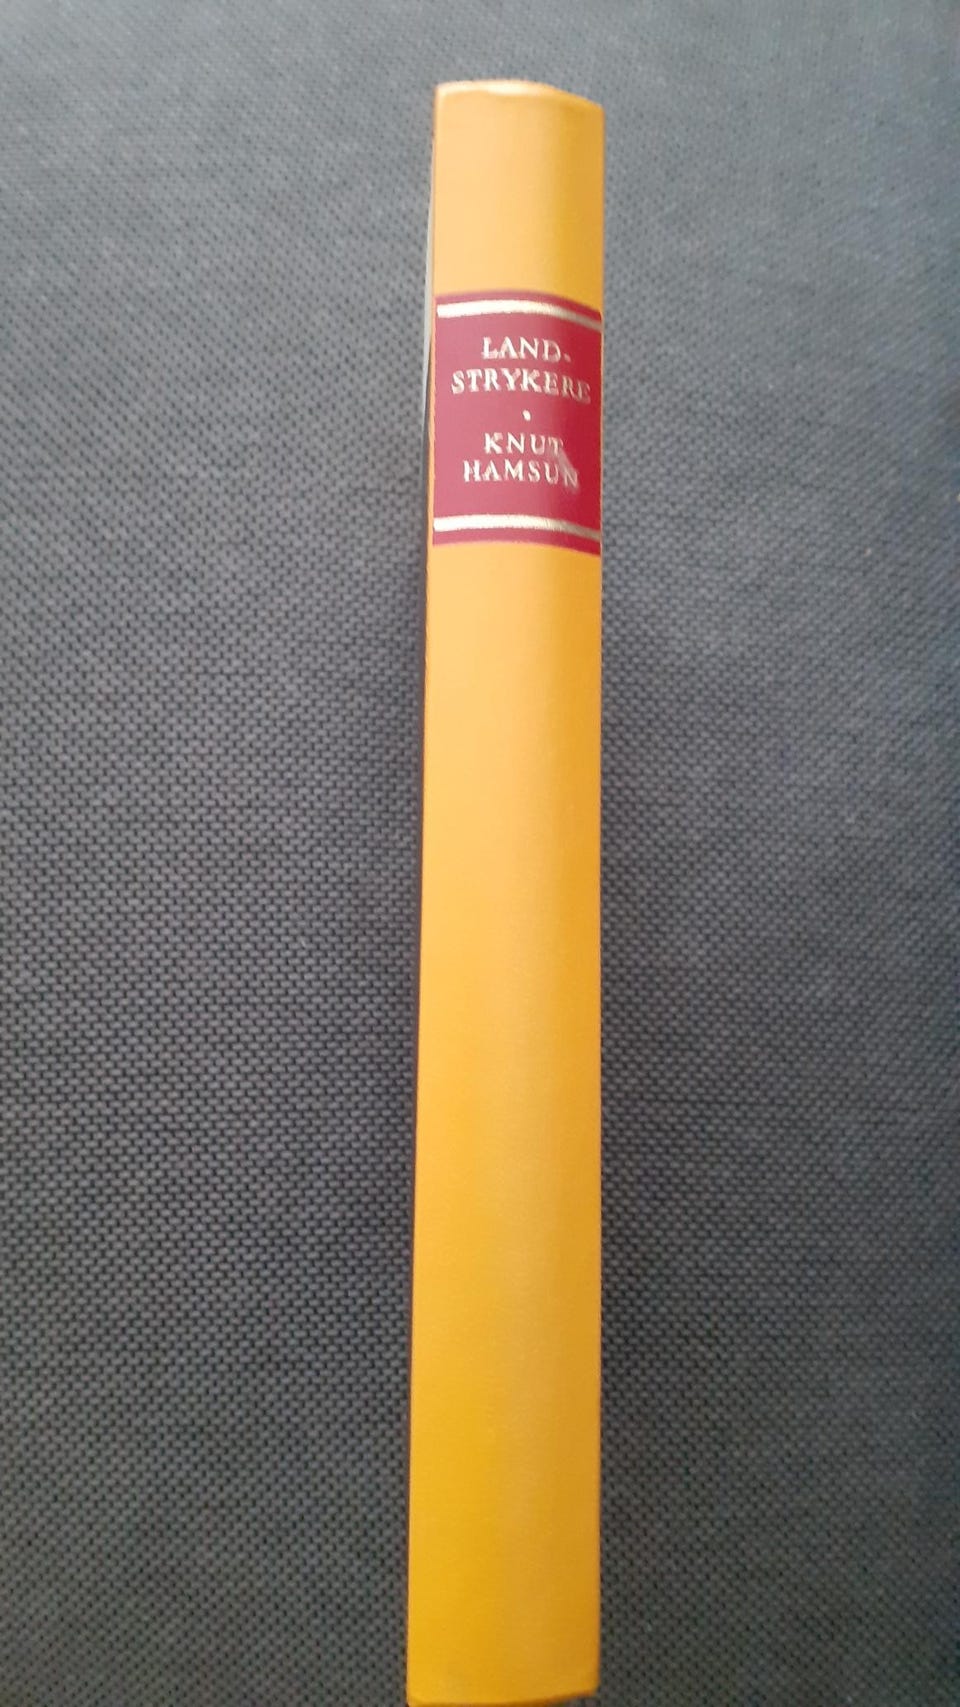 LAND-
STRYKERE
•
KNUT
HAMSUN